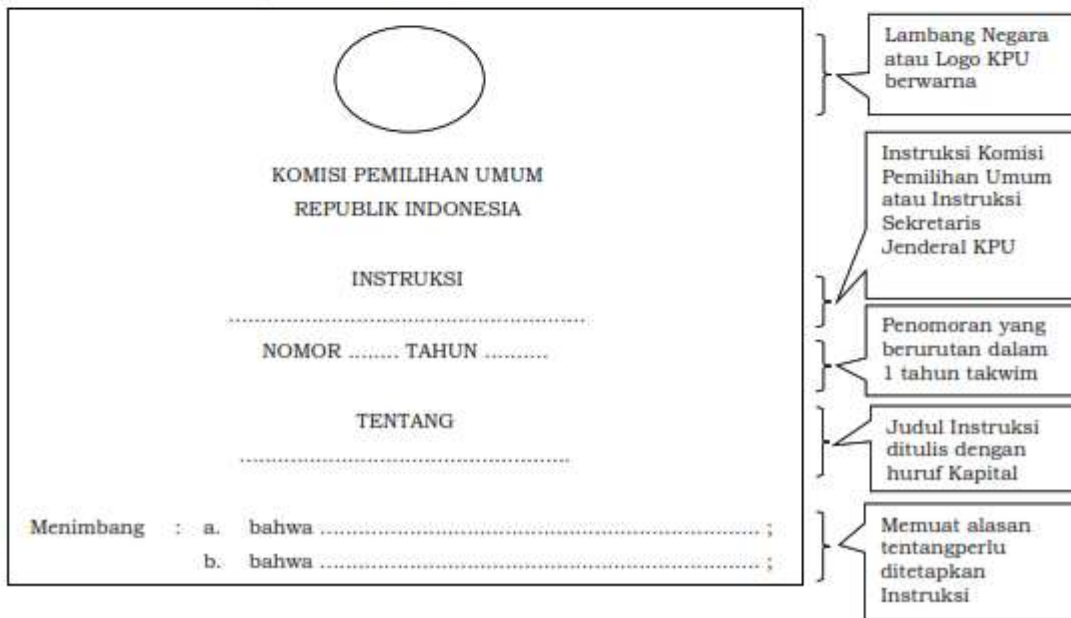 KOMISI PEMILIHAN UMUM
REPUBLIK INDONESIA
INSTRUKSI
............................................................
NOMOR ........ TAHUN ..........
TENTANG
........................................................
Menimbang : a. bahwa .......................................................................... ;
b. bahwa .......................................................................... ;
Lambang Negara
atau Logo KPU
berwarna
Instruksi Komisi
Pemilihan Umum
atau Instruksi
Sekretaris
Jenderal KPU
Penomoran yang
berurutan dalam
1 tahun takwim
Judul Instruksi
ditulis dengan
huruf Kapital
Memuat alasan
tentangperlu
ditetapkan
Instruksi